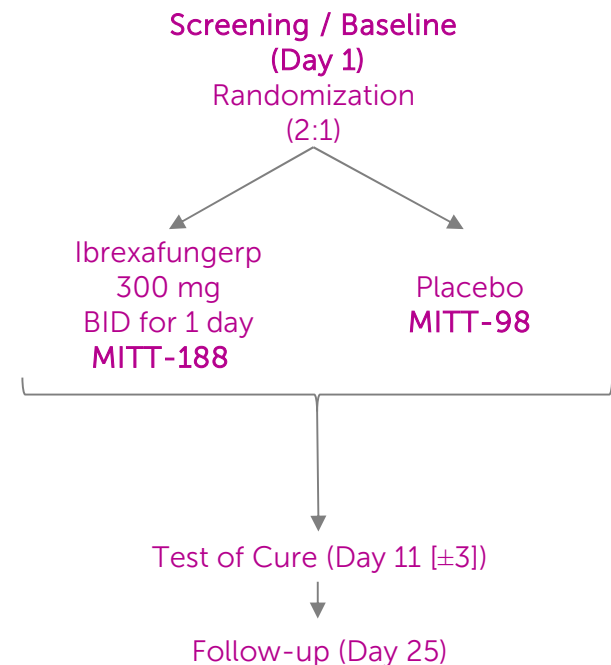 Screening / Baseline
(Day 1)
Randomization
(2:1)
Ibrexafungerp
300 mg
BID for 1 day
MITT-188
Placebo
MITT-98
Test of Cure (Day 11 [±3])
Follow-up (Day 25)